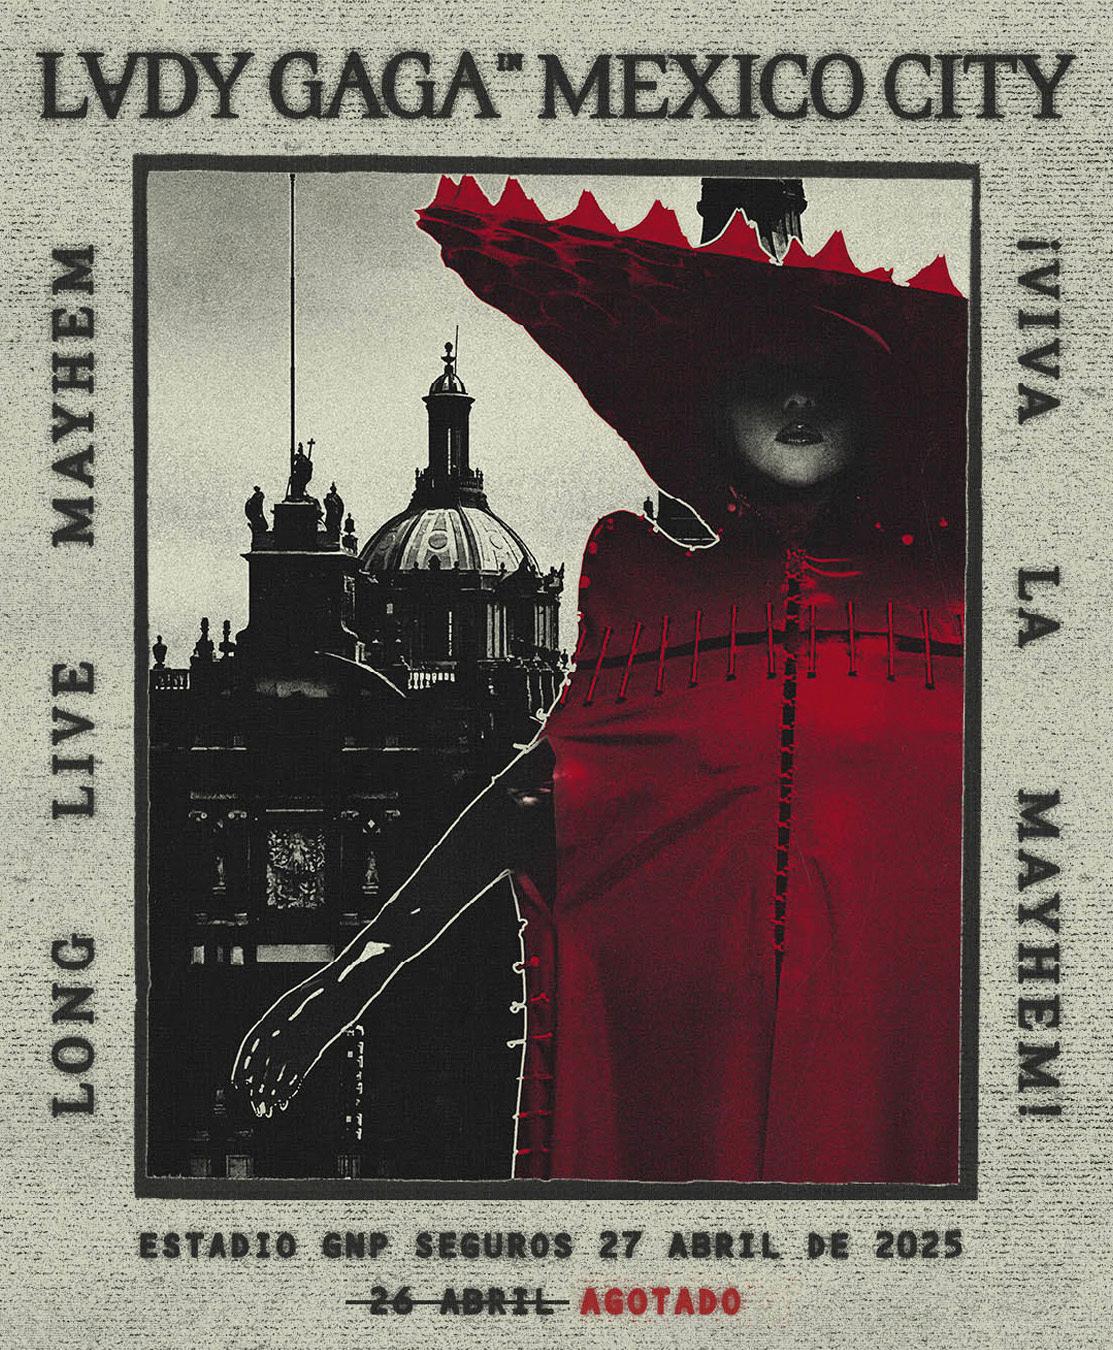 LADY GAGA IN MEXICO CITY
LONG LIVE MAYHEM
¡VIVA LA MAYHEM!
ESTADIO GNP SEGUROS 27 ABRIL DE 2025
26 ABRIL AGOTADO